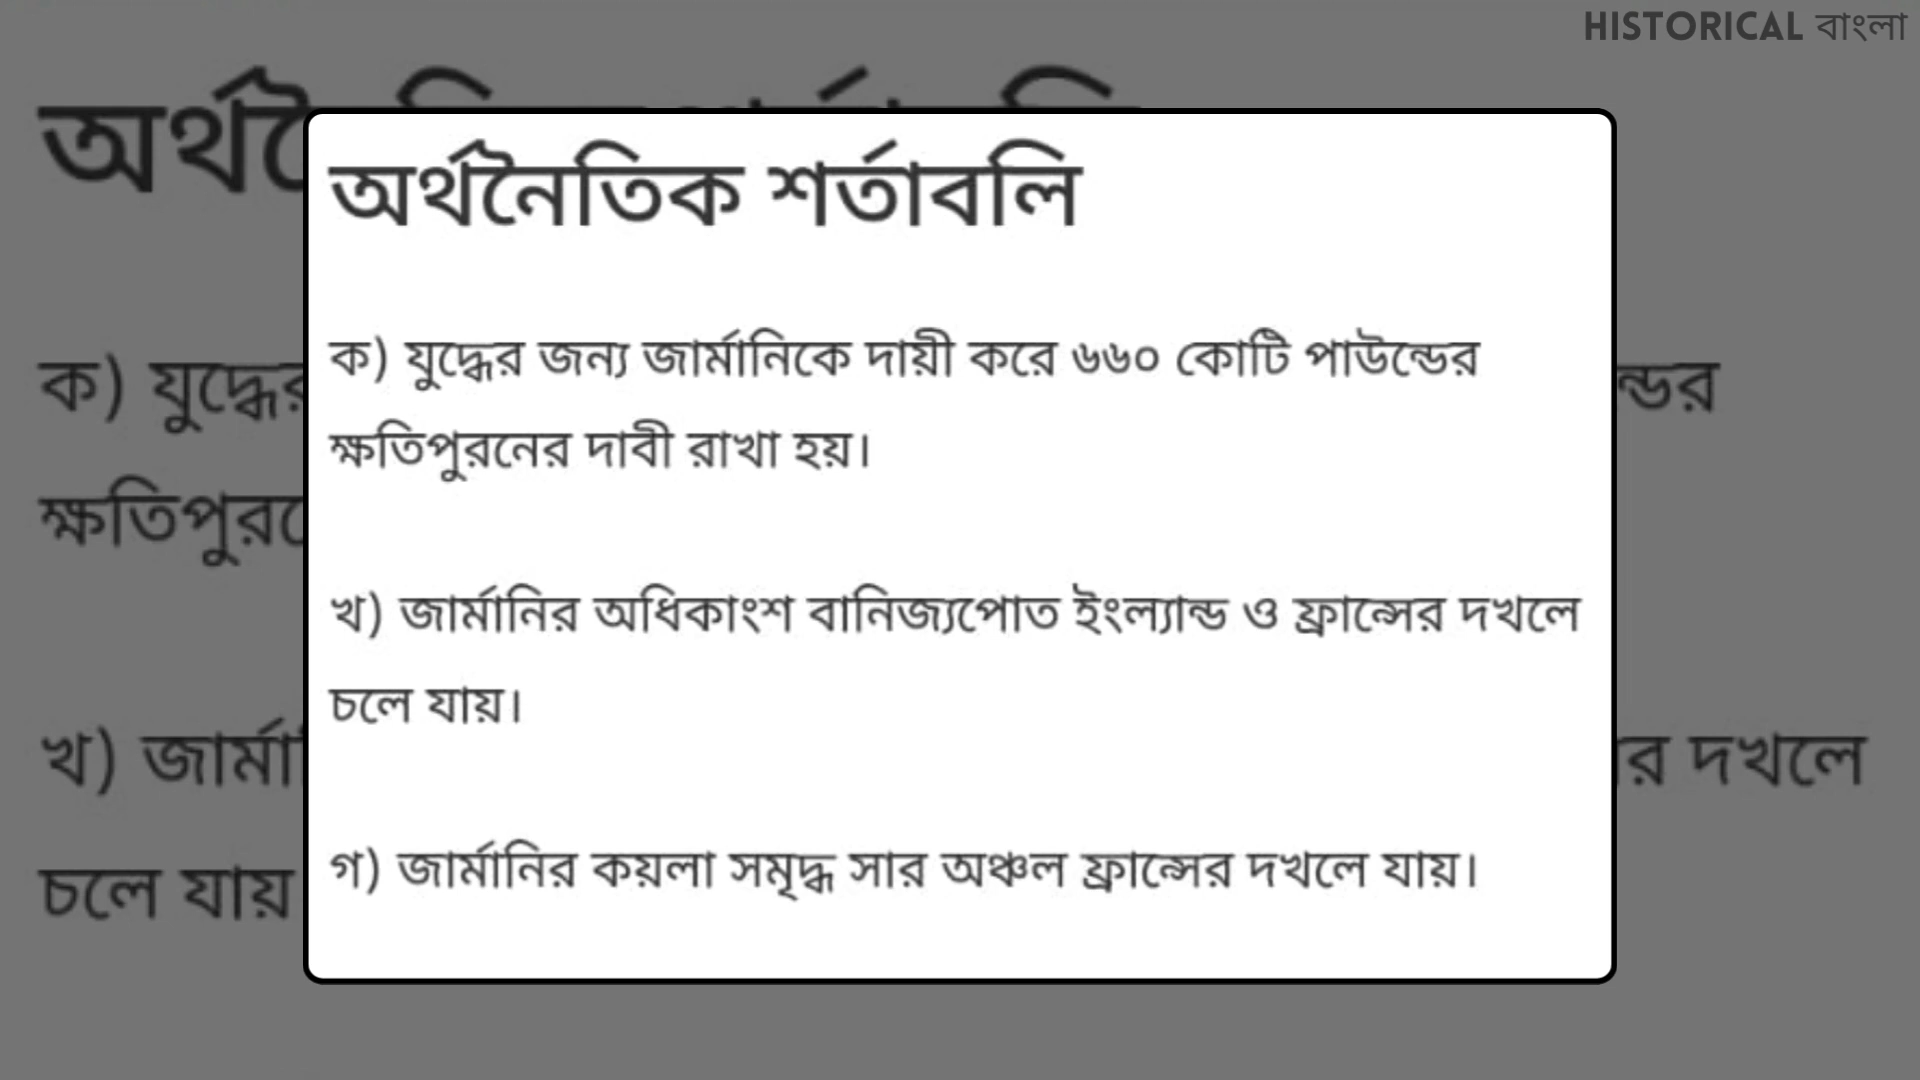 HISTORICAL বাংলা
অর্থনৈতিক শর্তাবলি
ক) যুদ্ধের জন্য জার্মানিকে দায়ী করে ৬৬০ কোটি পাউন্ডের
ক্ষতিপুরনের দাবী রাখা হয়।
খ) জার্মানির অধিকাংশ বানিজ্যপোত ইংল্যান্ড ও ফ্রান্সের দখলে
চলে যায়।
গ) জার্মানির কয়লা সমৃদ্ধ সার অঞ্চল ফ্রান্সের দখলে যায়।